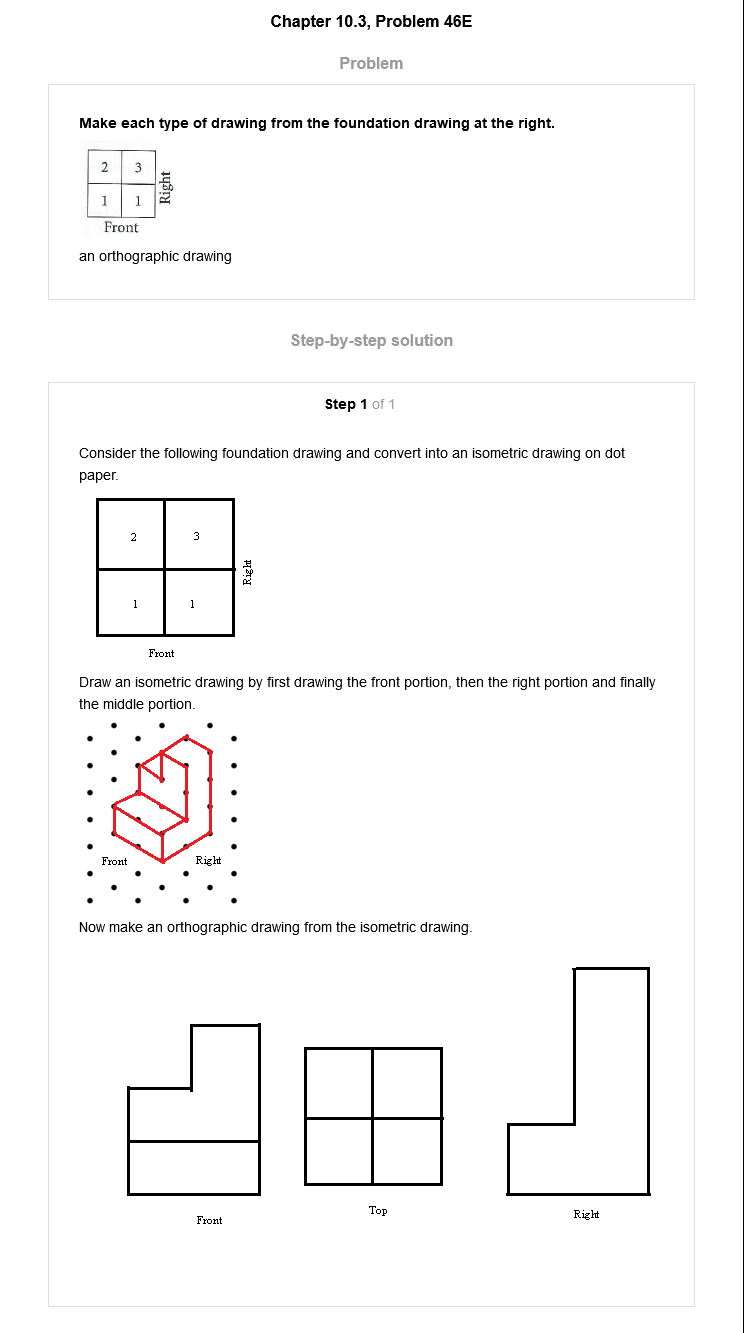 Chapter 10.3, Problem 46E
Problem
Make each type of drawing from the foundation drawing at the right.
2 3
1 1
Right
Front
an orthographic drawing
Step-by-step solution
Step 1 of 1
Consider the following foundation drawing and convert into an isometric drawing on dot
paper.
2 3
1 1
Right
Front
Draw an isometric drawing by first drawing the front portion, then the right portion and finally
the middle portion.
Front Right
Now make an orthographic drawing from the isometric drawing.
Front Top Right